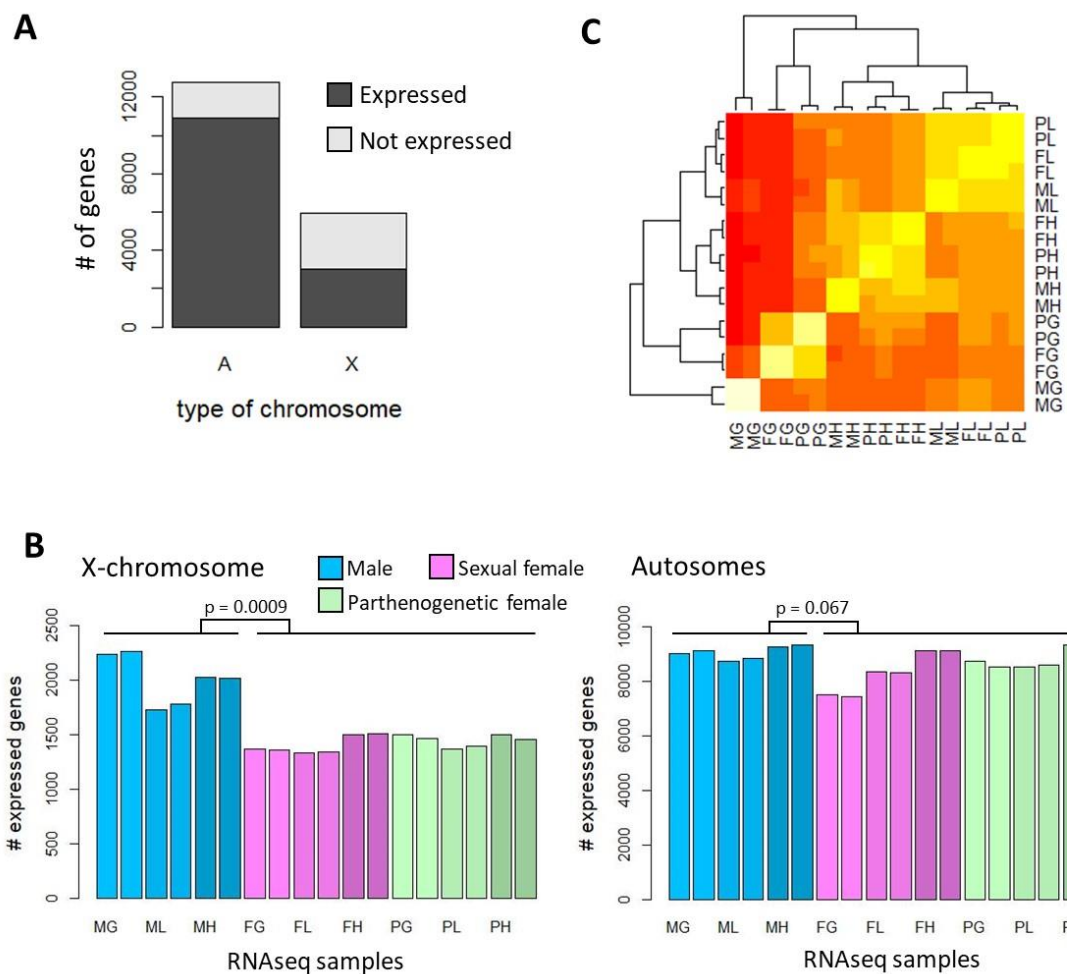 A
# of genes
12000
8000
4000
0
Expressed
Not expressed
A X
type of chromosome
C
PL
PL
FL
FL
ML
ML
FH
FH
PH
PH
MH
MH
PG
PG
FG
FG
MG
MG
MG MG FG FG PG PG MH MH PH PH FH FH ML ML FL FL PL PL
B
X-chromosome
Male
Sexual female
Parthenogenetic female
p = 0.0009
# expressed genes
2500
2000
1500
1000
500
0
MG ML MH FG FL FH PG PL PH
RNAseq samples
Autosomes
p = 0.067
# expressed genes
10000
8000
6000
4000
2000
0
MG ML MH FG FL FH PG PL
RNAseq samples